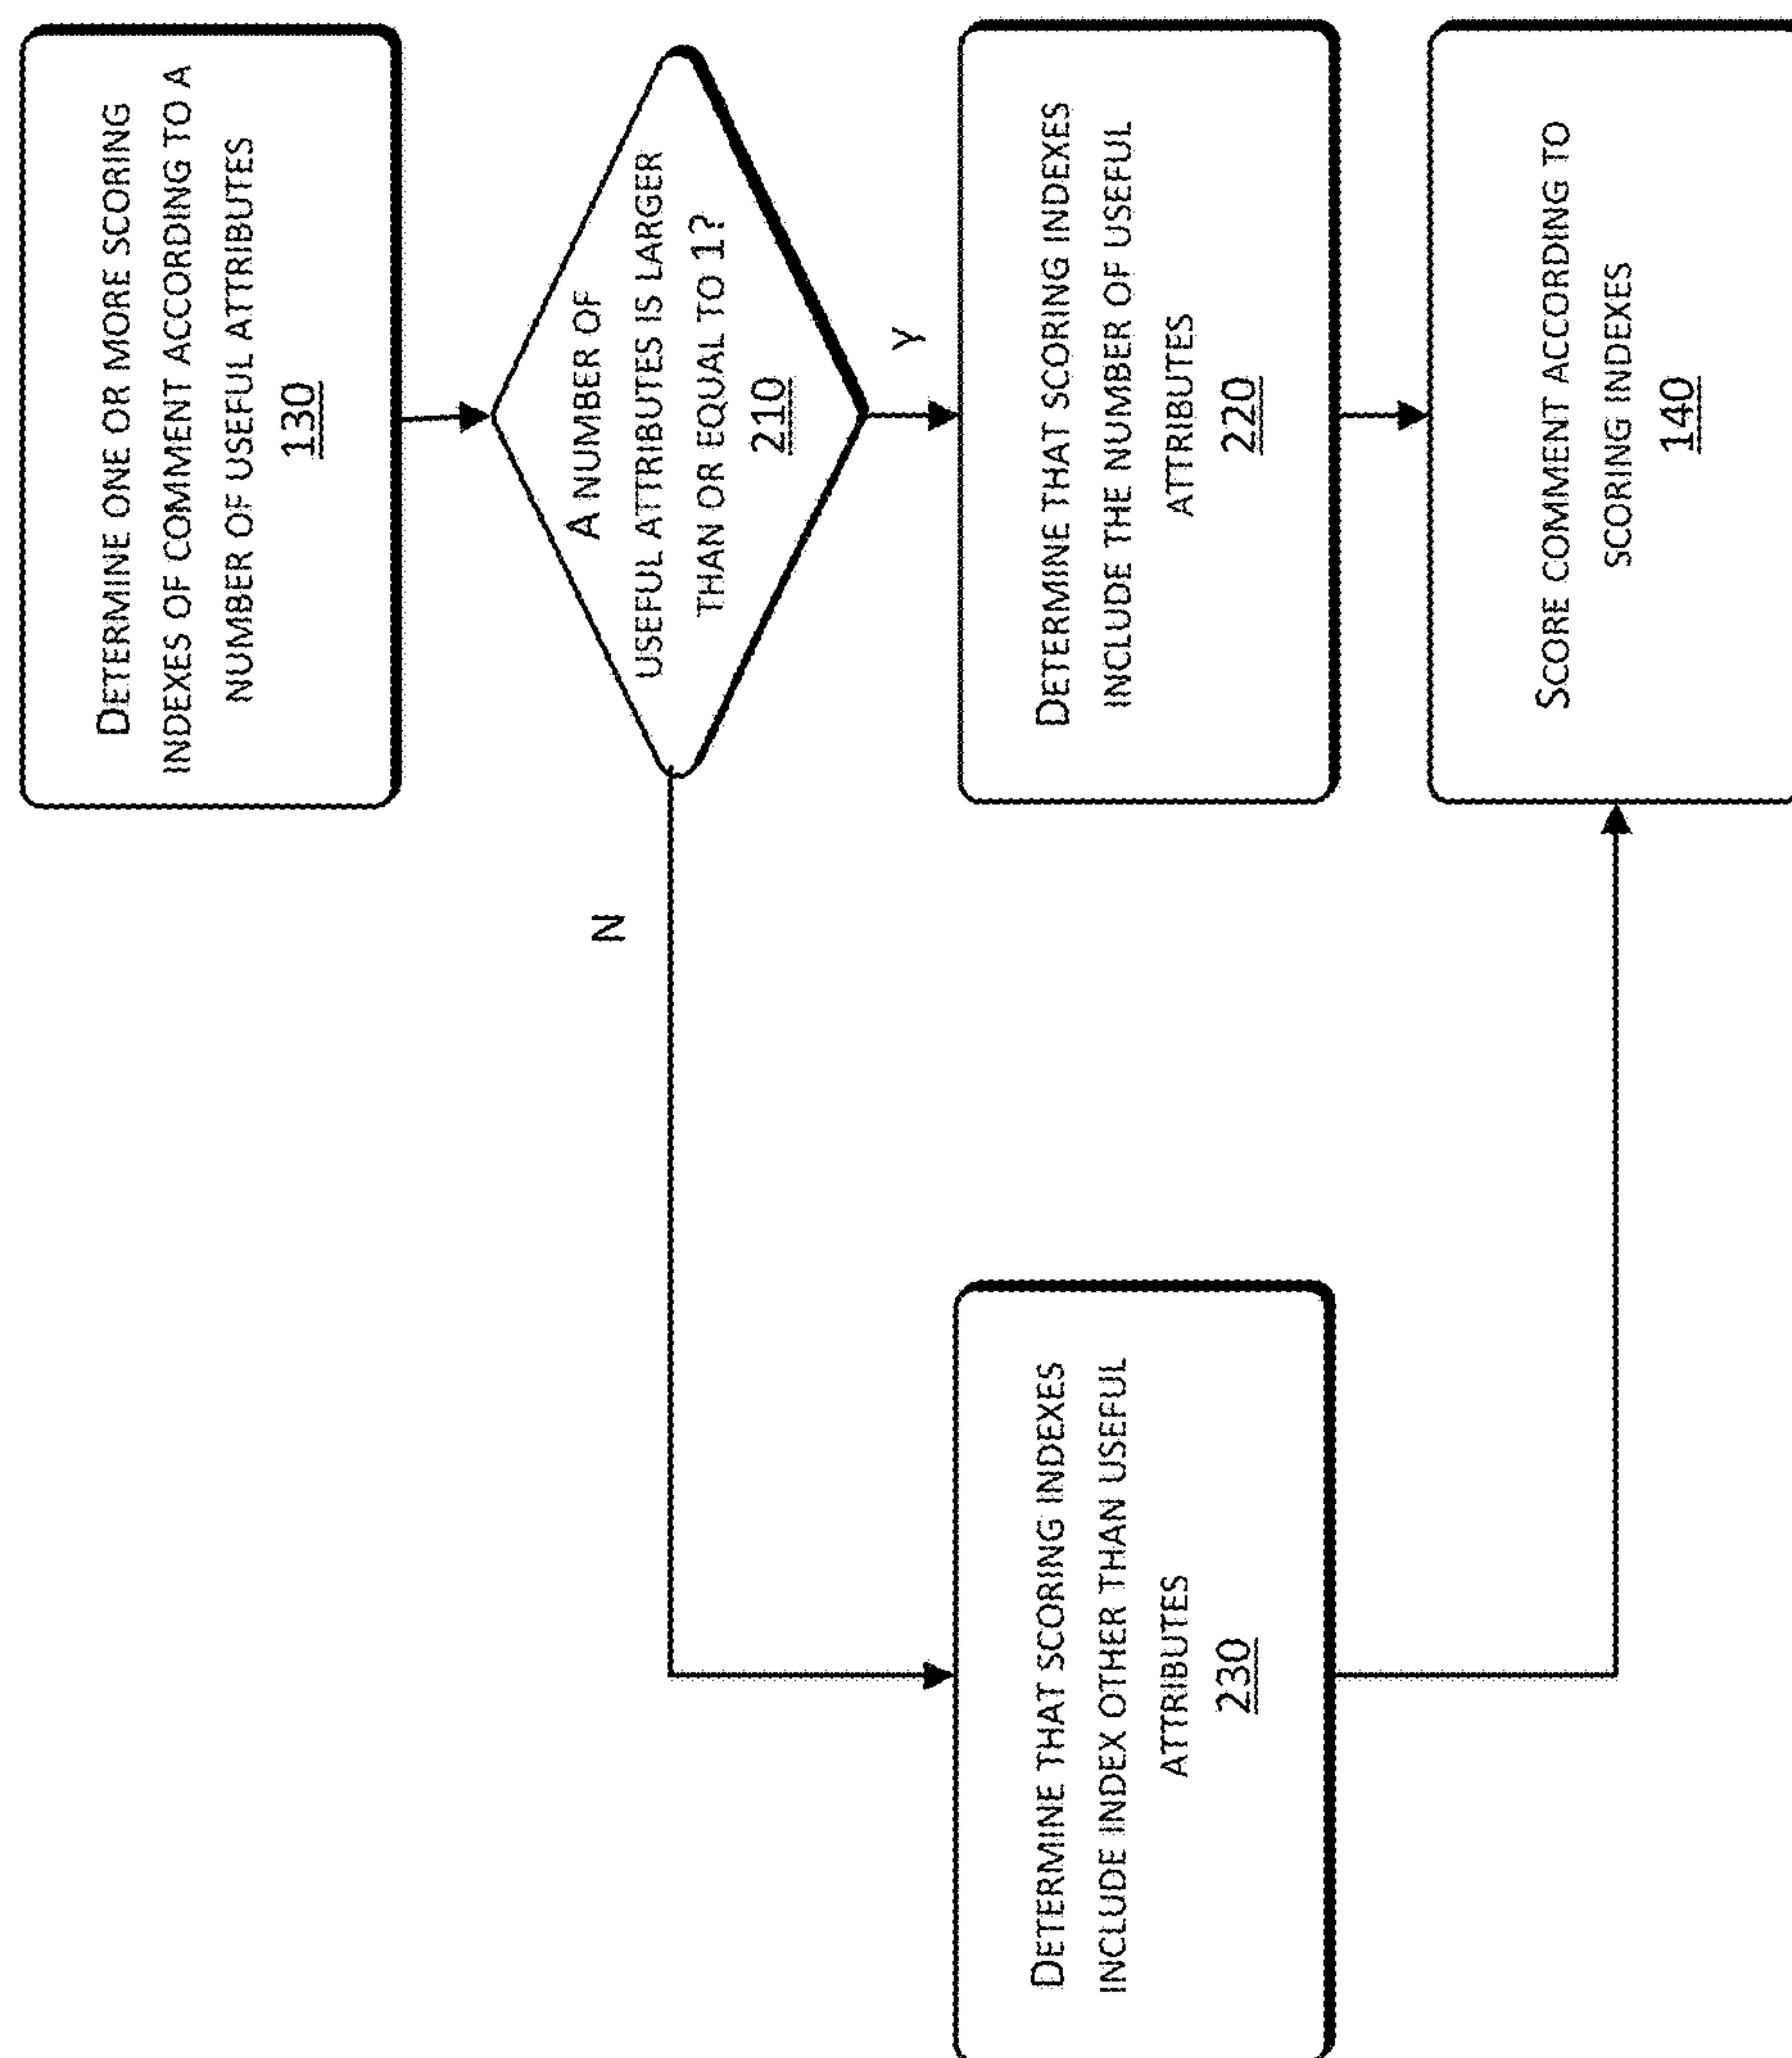 DETERMINE ONE OR MORE SCORING
INDEXES OF COMMENT ACCORDING TO A
NUMBER OF USEFUL ATTRIBUTES
130
A NUMBER OF
USEFUL ATTRIBUTES IS LARGER
THAN OR EQUAL TO 1?
210
N
Y
DETERMINE THAT SCORING INDEXES
INCLUDE INDEX OTHER THAN USEFUL
ATTRIBUTES
230
DETERMINE THAT SCORING INDEXES
INCLUDE THE NUMBER OF USEFUL
ATTRIBUTES
220
SCORE COMMENT ACCORDING TO
SCORING INDEXES
140